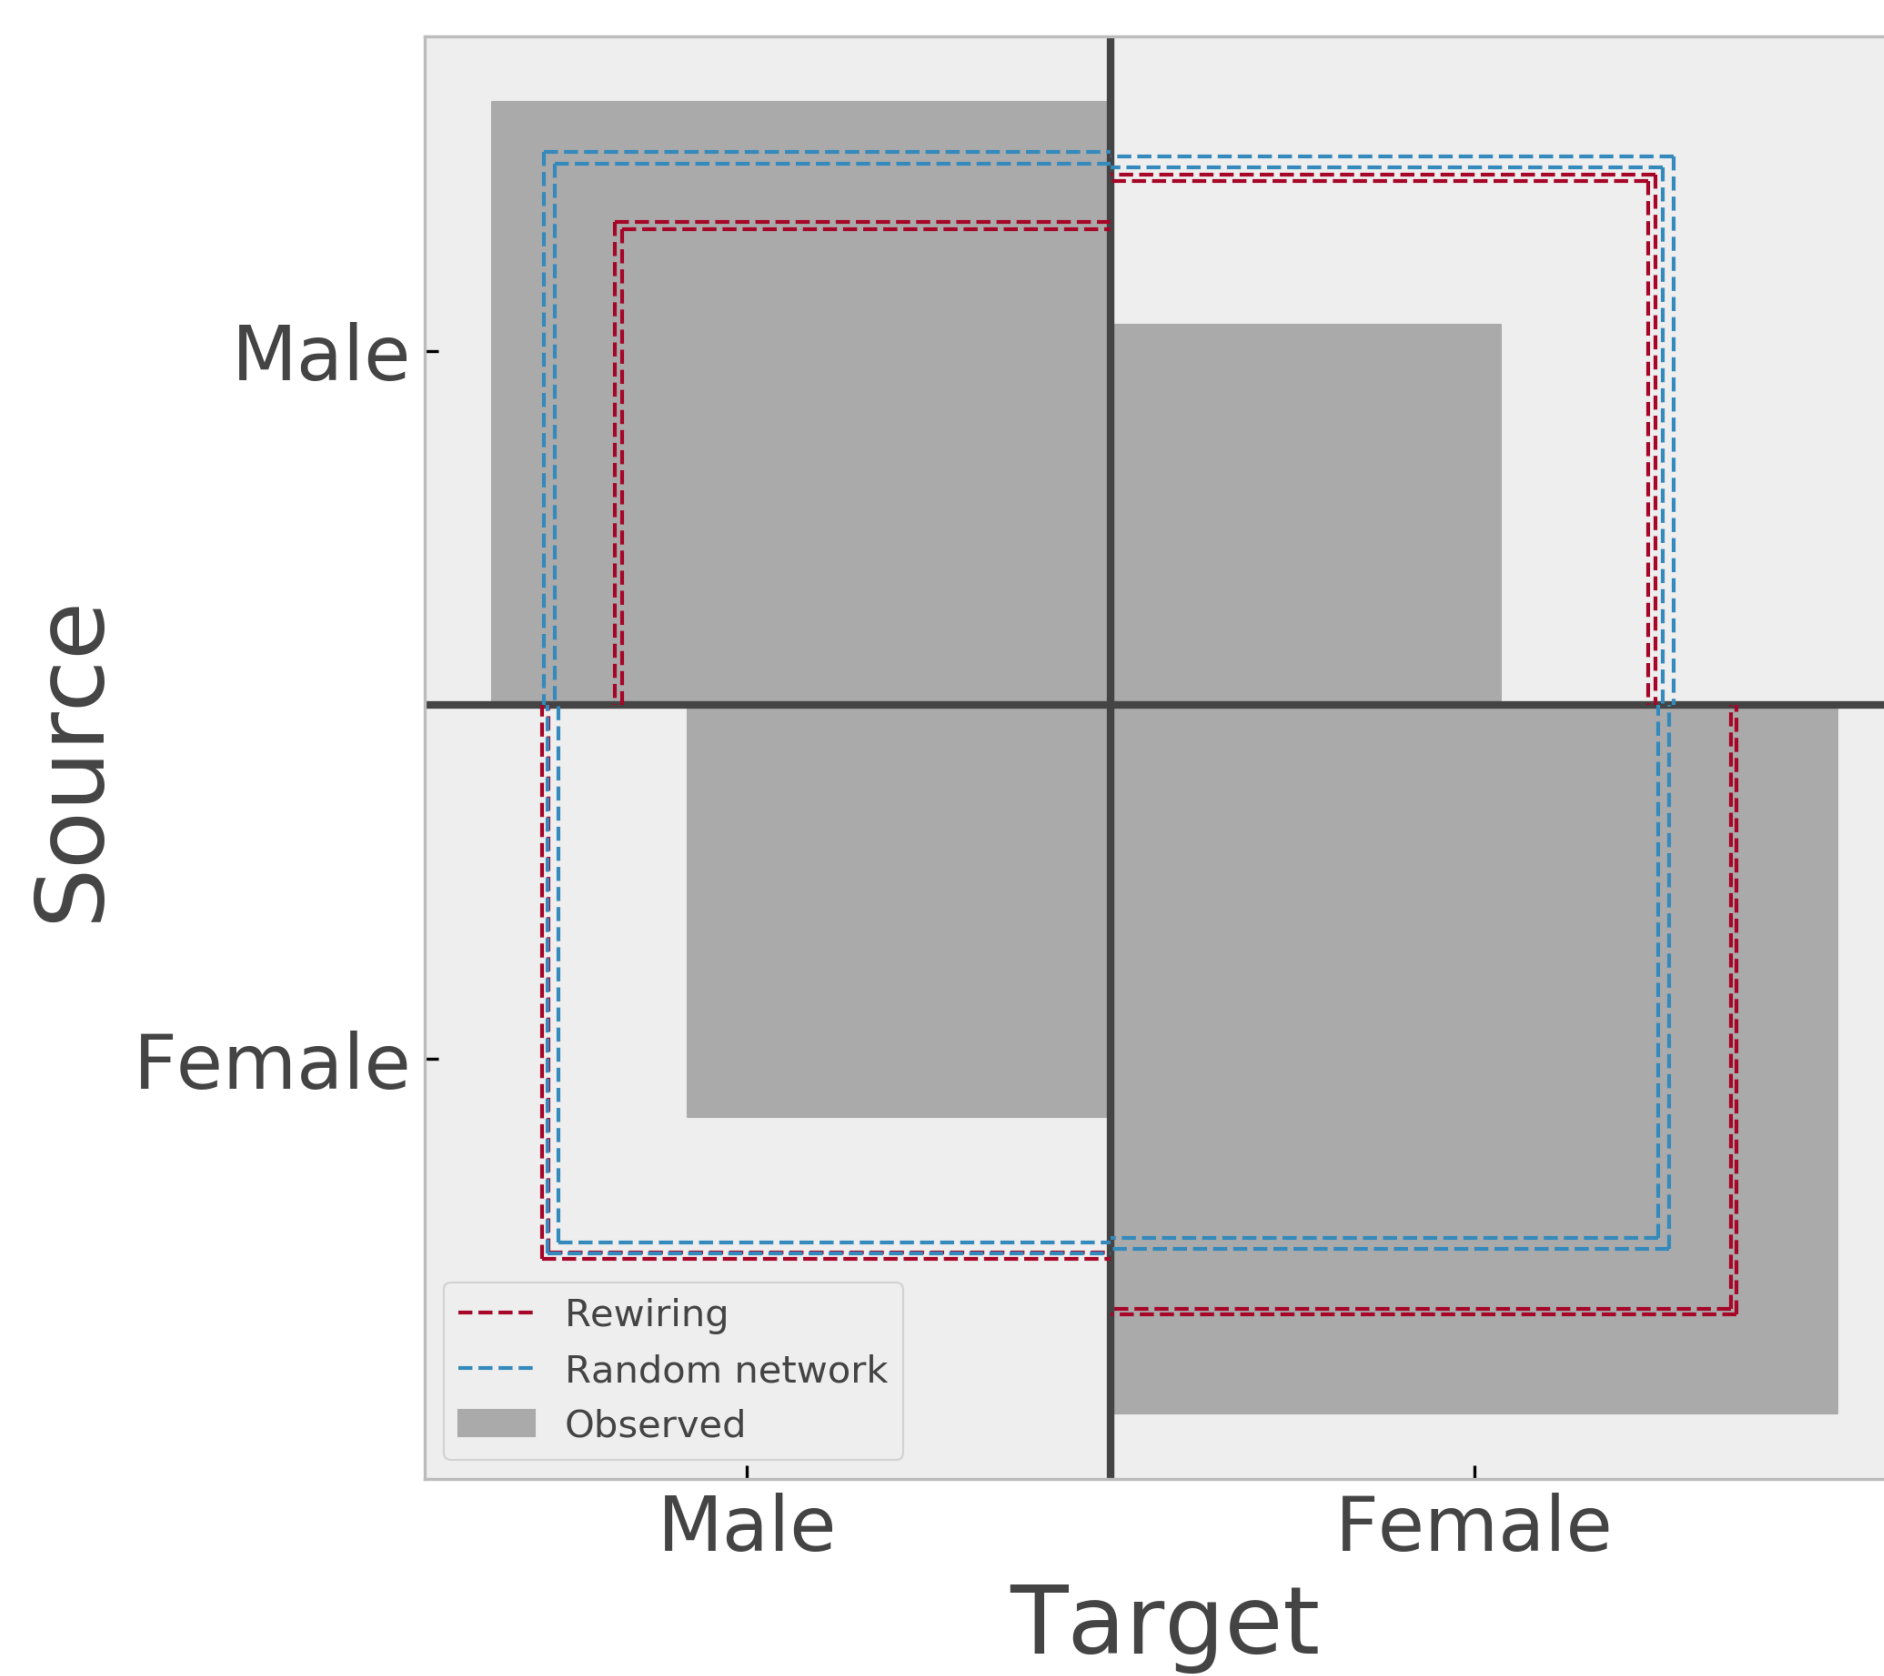 Male
Source
Female
Rewiring
Random network
Observed
Male
Female
Target